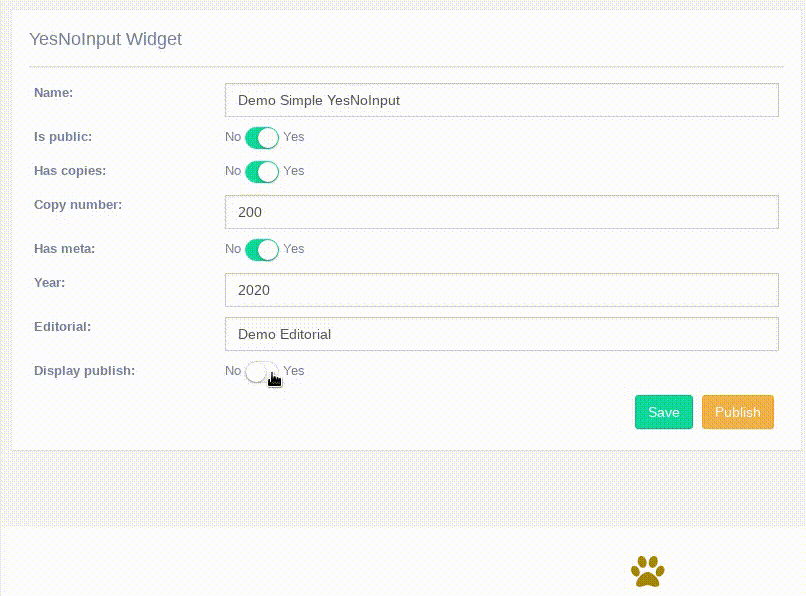 YesNoInput Widget
Name: Demo Simple YesNoInput
Is public: No Yes
Has copies: No Yes
Copy number: 200
Has meta: No Yes
Year: 2020
Editorial: Demo Editorial
Display publish: No Yes
Save Publish